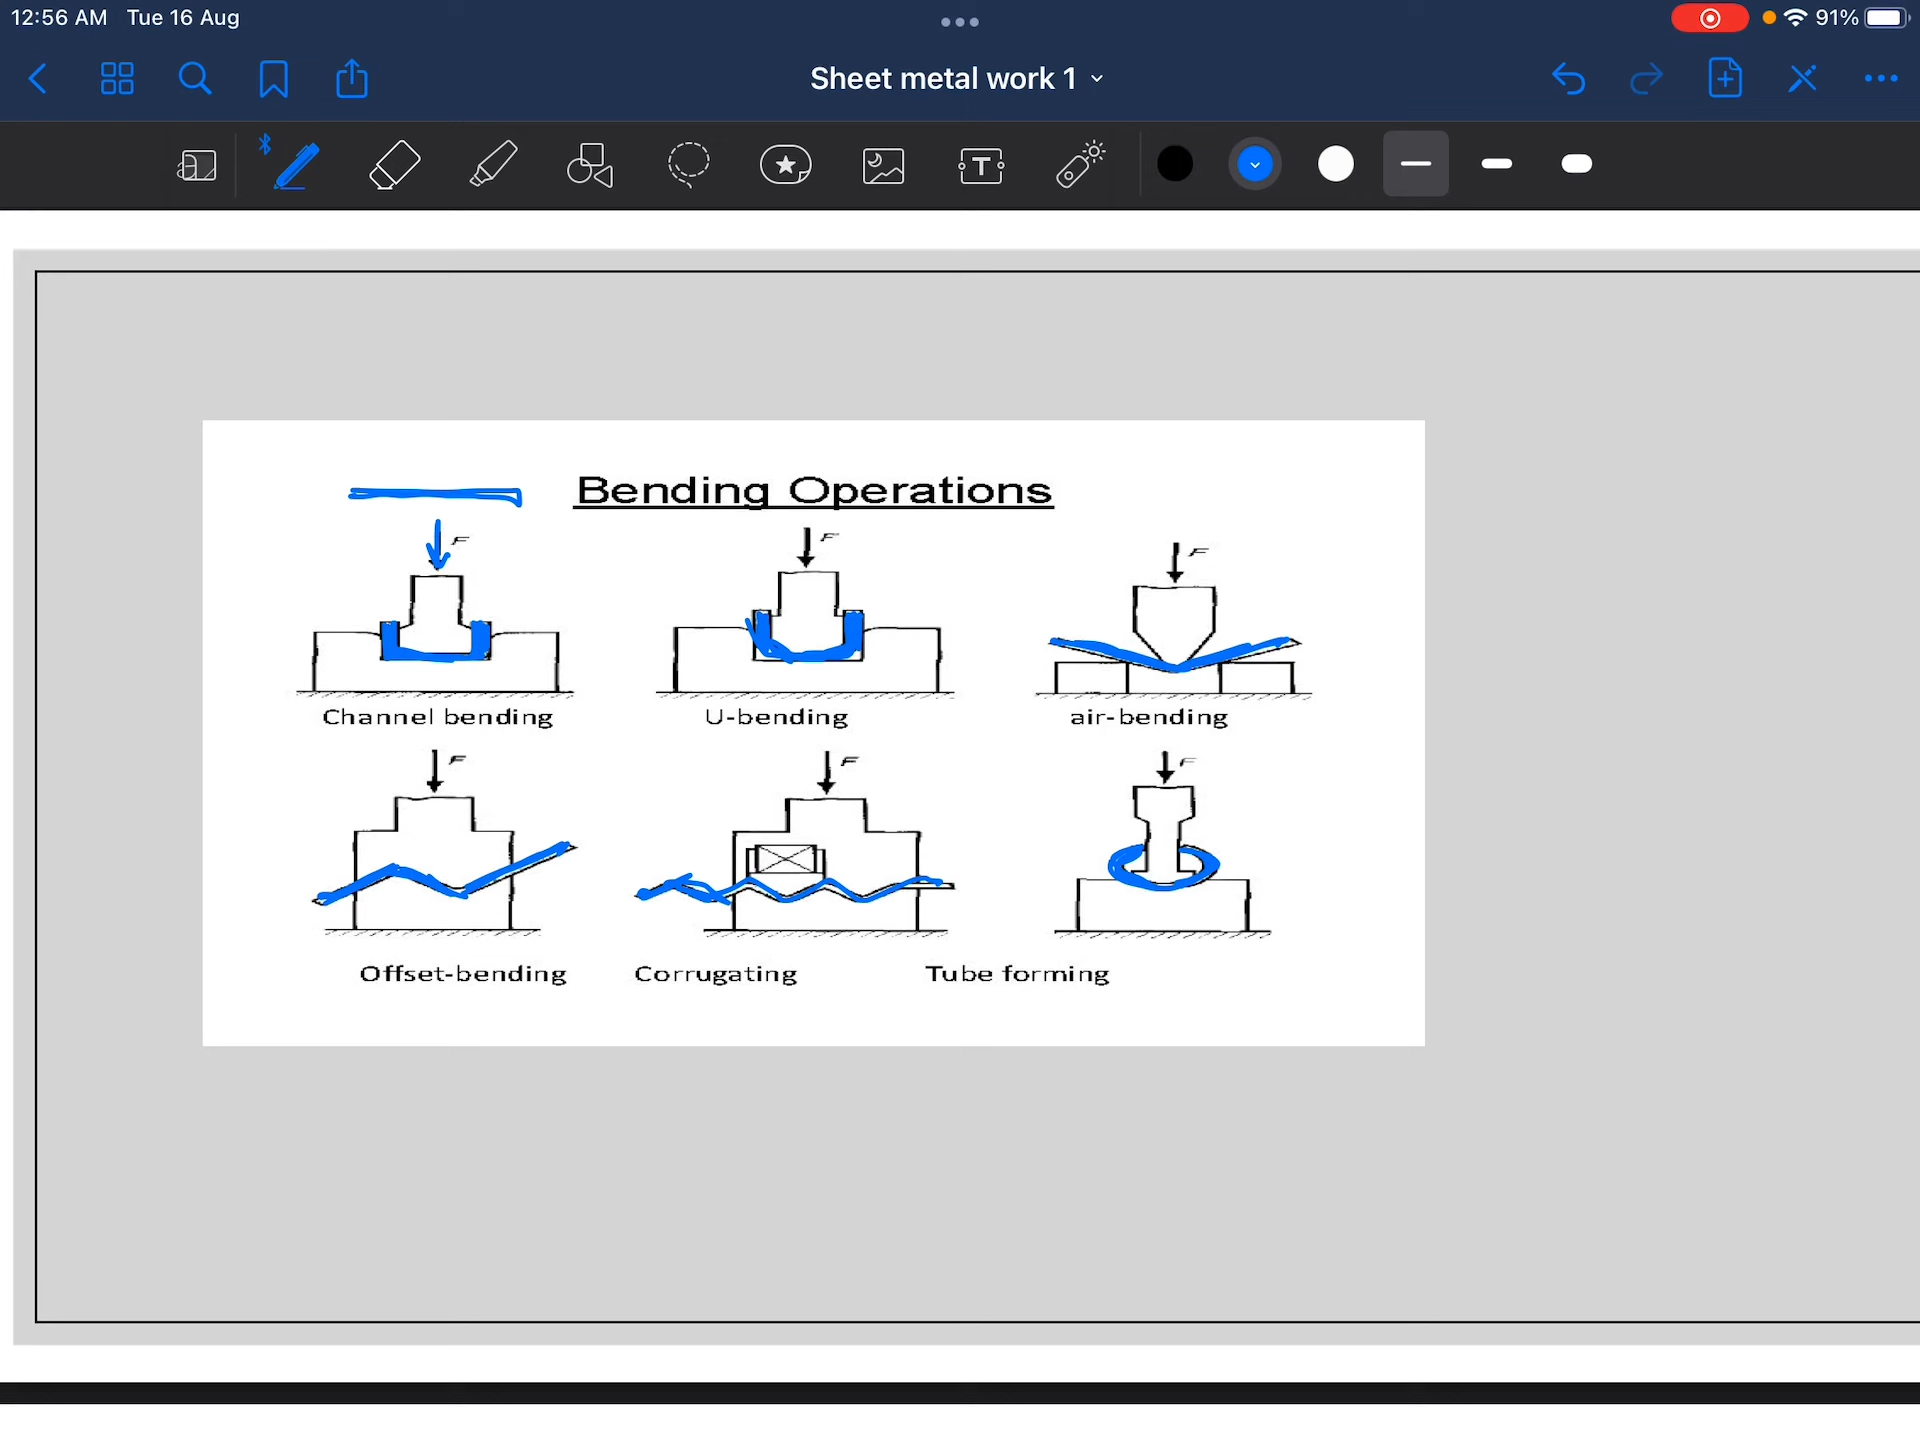 12:56 AM Tue 16 Aug
91%
Sheet metal work 1
a
T
Bending Operations
F
F
F
Channel bending
U-bending
air-bending
F
F
F
Offset-bending
Corrugating
Tube forming